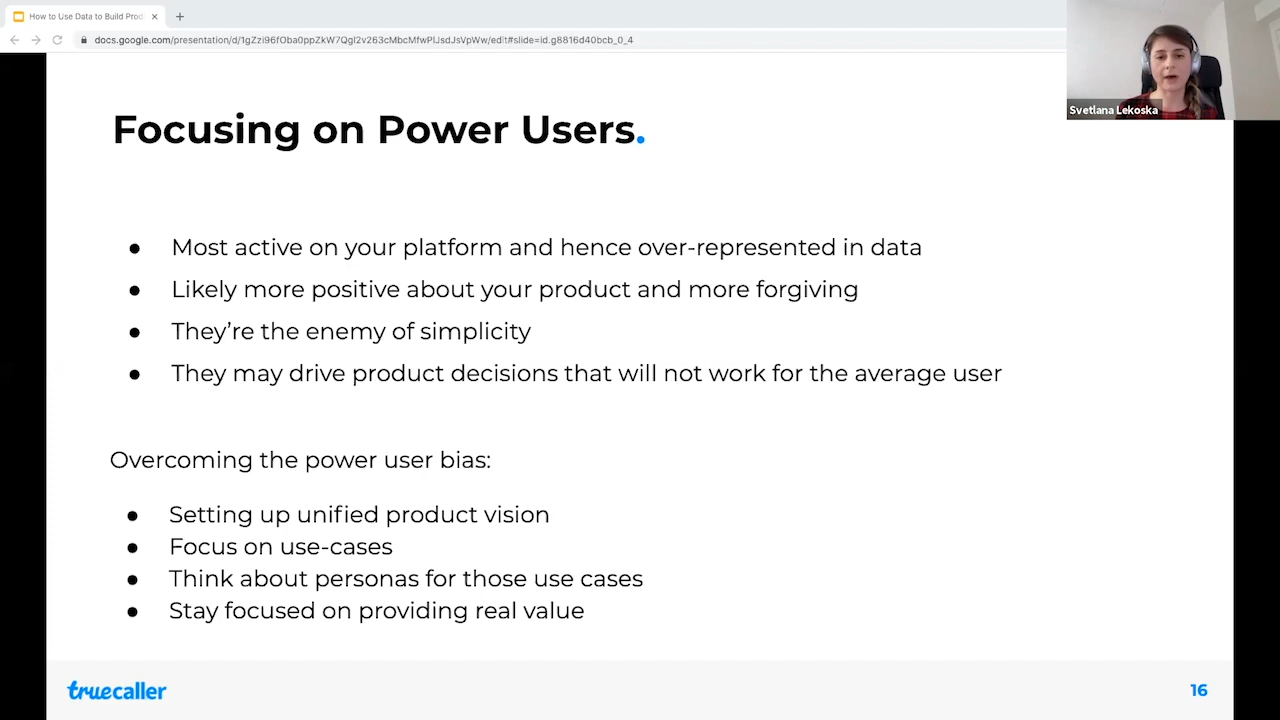 How to Use Data to Build Prod
docs.google.com/presentation/d/1gZzi96fOba0ppZkW7QgI2v263cMbcMfwPIJsdJsVpWw/edit#slide=id.g8816d40bcb_0_4
Svetlana Lekoska
Focusing on Power Users.
● Most active on your platform and hence over-represented in data
● Likely more positive about your product and more forgiving
● They’re the enemy of simplicity
● They may drive product decisions that will not work for the average user
Overcoming the power user bias:
● Setting up unified product vision
● Focus on use-cases
● Think about personas for those use cases
● Stay focused on providing real value
truecaller
16